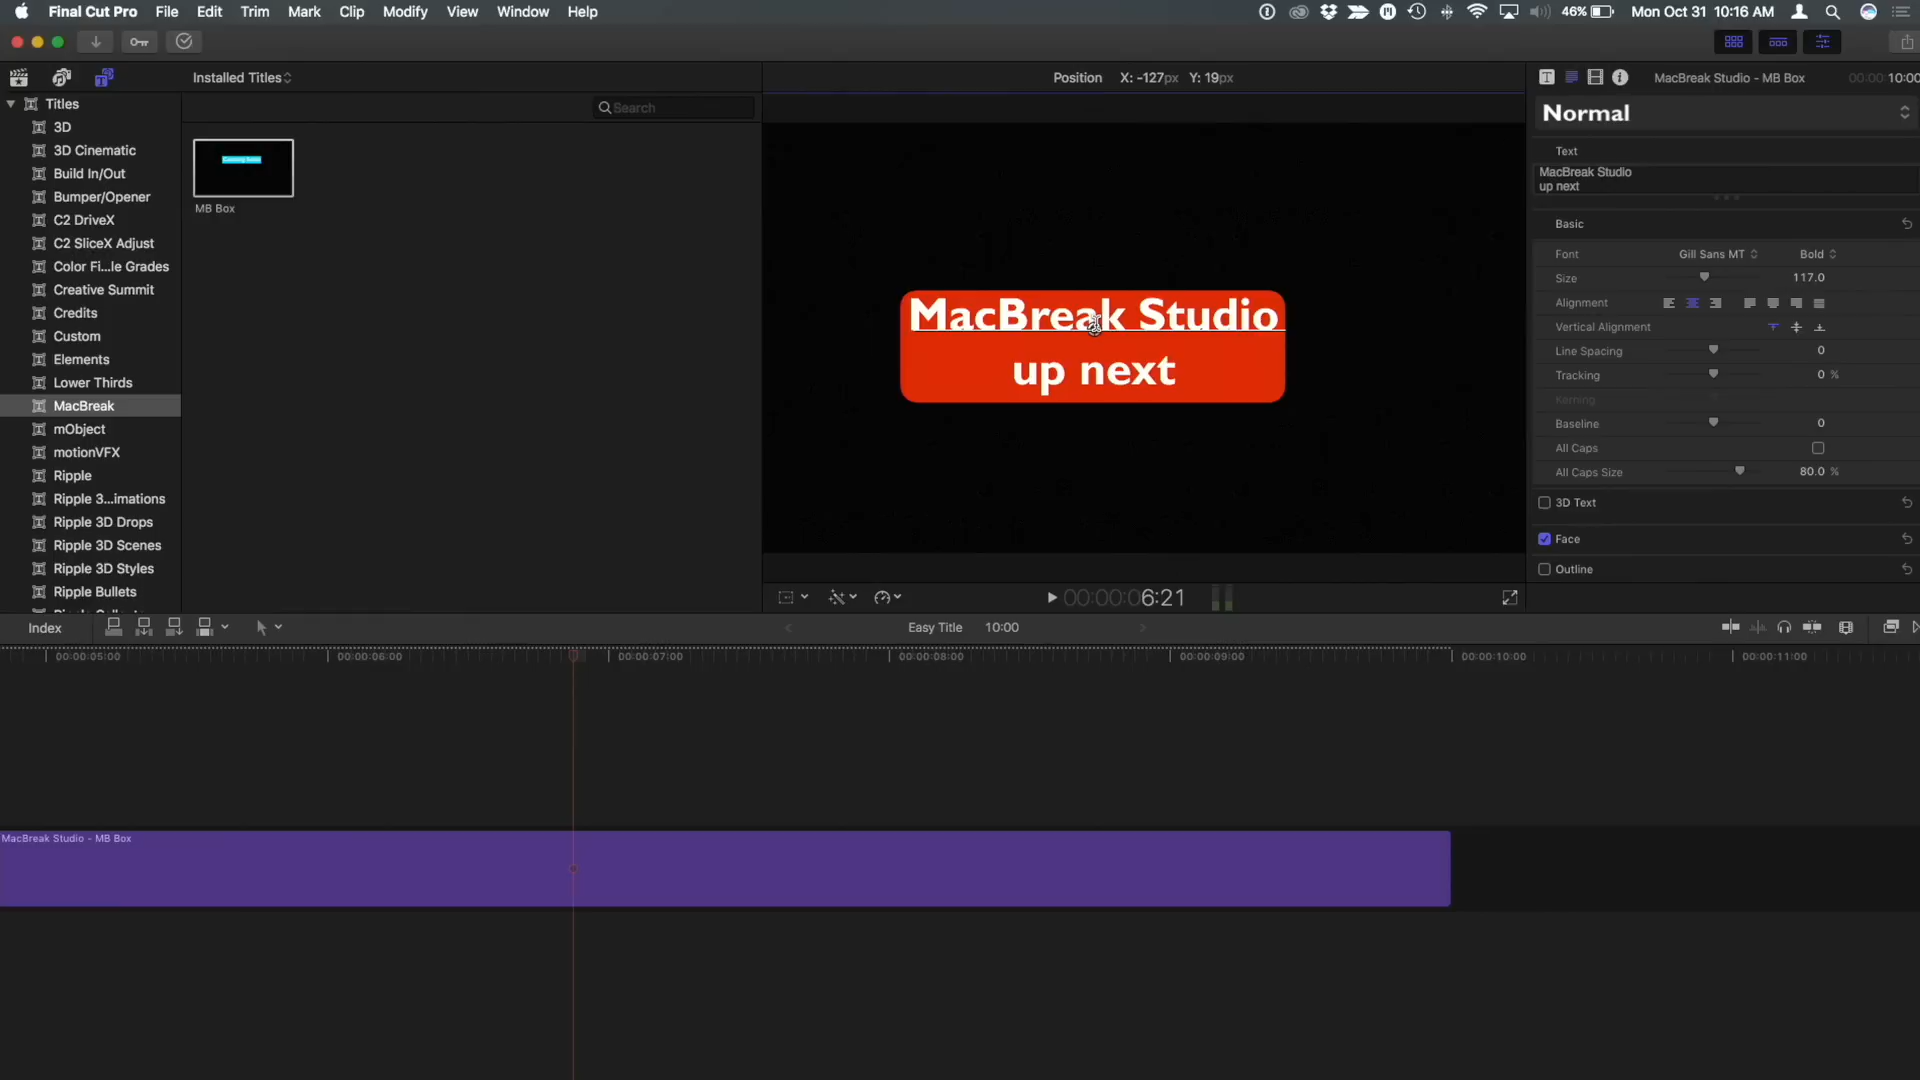 Final Cut Pro File Edit Trim Mark Clip Modify View Window Help 46% Mon Oct 31 10:16 AM
Installed Titles
Search
Titles
3D
3D Cinematic
Build In/Out
Bumper/Opener
C2 DriveX
C2 SliceX Adjust
Color Fi...le Grades
Creative Summit
Credits
Custom
Elements
Lower Thirds
MacBreak
mObject
motionVFX
Ripple
Ripple 3...imations
Ripple 3D Drops
Ripple 3D Scenes
Ripple 3D Styles
Ripple Bullets
MB Box
Position X: -127px Y: 19px
MacBreak Studio
up next
00:00:06:21
MacBreak Studio - MB Box 00:00:10:00
Normal
Text
MacBreak Studio
up next
Basic
Font Gill Sans MT Bold
Size 117.0
Alignment
Vertical Alignment
Line Spacing 0
Tracking 0 %
Kerning
Baseline 0
All Caps
All Caps Size 80.0 %
3D Text
Face
Outline
Index Easy Title 10:00
00:00:05:00 00:00:06:00 00:00:07:00 00:00:08:00 00:00:09:00 00:00:10:00 00:00:11:00
MacBreak Studio - MB Box